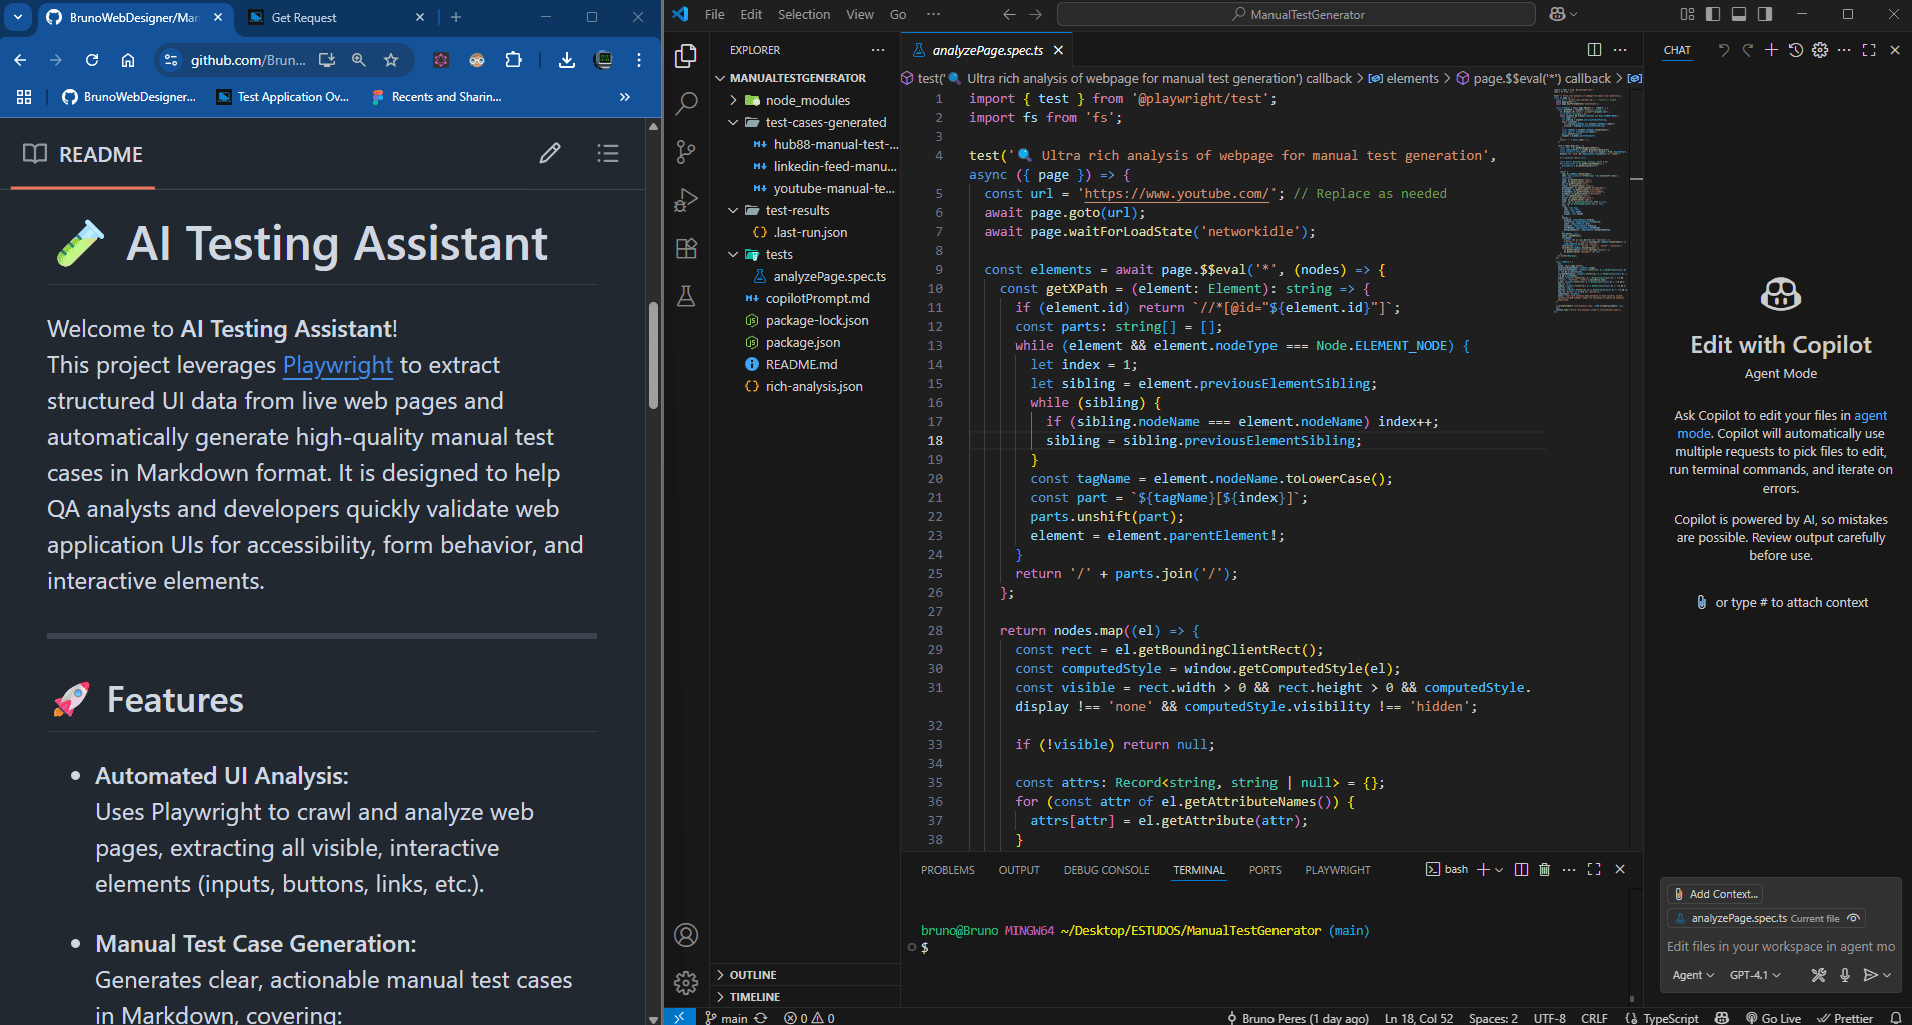 BrunoWebDesigner/Man
Get Request
github.com/Brun...
BrunoWebDesigner...
Test Application Ov...
Recents and Sharin...
README
AI Testing Assistant
Welcome to AI Testing Assistant!
This project leverages Playwright to extract
structured UI data from live web pages and
automatically generate high-quality manual test
cases in Markdown format. It is designed to help
QA analysts and developers quickly validate web
application UIs for accessibility, form behavior, and
interactive elements.
🚀 Features
• Automated UI Analysis:
Uses Playwright to crawl and analyze web
pages, extracting all visible, interactive
elements (inputs, buttons, links, etc.).
• Manual Test Case Generation:
Generates clear, actionable manual test cases
in Markdown, covering:
File Edit Selection View Go ...
ManualTestGenerator
EXPLORER
MANUALTESTGENERATOR
node_modules
test-cases-generated
hub88-manual-test-...
linkedin-feed-manu...
youtube-manual-te...
test-results
.last-run.json
tests
analyzePage.spec.ts
copilotPrompt.md
package-lock.json
package.json
README.md
rich-analysis.json
OUTLINE
TIMELINE
analyzePage.spec.ts
test('🔍 Ultra rich analysis of webpage for manual test generation') callback > elements > page.$$eval('*') callback >
1 import { test } from '@playwright/test';
2 import fs from 'fs';
3
4 test('🔍 Ultra rich analysis of webpage for manual test generation',
async ({ page }) => {
5 const url = 'https://www.youtube.com/'; // Replace as needed
6 await page.goto(url);
7 await page.waitForLoadState('networkidle');
8
9 const elements = await page.$$eval('*', (nodes) => {
10 const getXPath = (element: Element): string => {
11 if (element.id) return `//*[@id="${element.id}"]`;
12 const parts: string[] = [];
13 while (element && element.nodeType === Node.ELEMENT_NODE) {
14 let index = 1;
15 let sibling = element.previousElementSibling;
16 while (sibling) {
17 if (sibling.nodeName === element.nodeName) index++;
18 sibling = sibling.previousElementSibling;
19 }
20 const tagName = element.nodeName.toLowerCase();
21 const part = `${tagName}[${index}]`;
22 parts.unshift(part);
23 element = element.parentElement!;
24 }
25 return '/' + parts.join('/');
26 };
27
28 return nodes.map((el) => {
29 const rect = el.getBoundingClientRect();
30 const computedStyle = window.getComputedStyle(el);
31 const visible = rect.width > 0 && rect.height > 0 && computedStyle.
display !== 'none' && computedStyle.visibility !== 'hidden';
32
33 if (!visible) return null;
34
35 const attrs: Record<string, string | null> = {};
36 for (const attr of el.getAttributeNames()) {
37 attrs[attr] = el.getAttribute(attr);
38 }
PROBLEMS OUTPUT DEBUG CONSOLE TERMINAL PORTS PLAYWRIGHT
bash
bruno@Bruno MINGW64 ~/Desktop/ESTUDOS/ManualTestGenerator (main)
$
CHAT
Edit with Copilot
Agent Mode
Ask Copilot to edit your files in agent
mode. Copilot will automatically use
multiple requests to pick files to edit,
run terminal commands, and iterate on
errors.
Copilot is powered by AI, so mistakes
are possible. Review output carefully
before use.
or type # to attach context
Add Context...
analyzePage.spec.ts Current file
Edit files in your workspace in agent mo
Agent GPT-4.1
main 0 0
Bruno Peres (1 day ago) Ln 18, Col 52 Spaces: 2 UTF-8 CRLF {} TypeScript Go Live Prettier